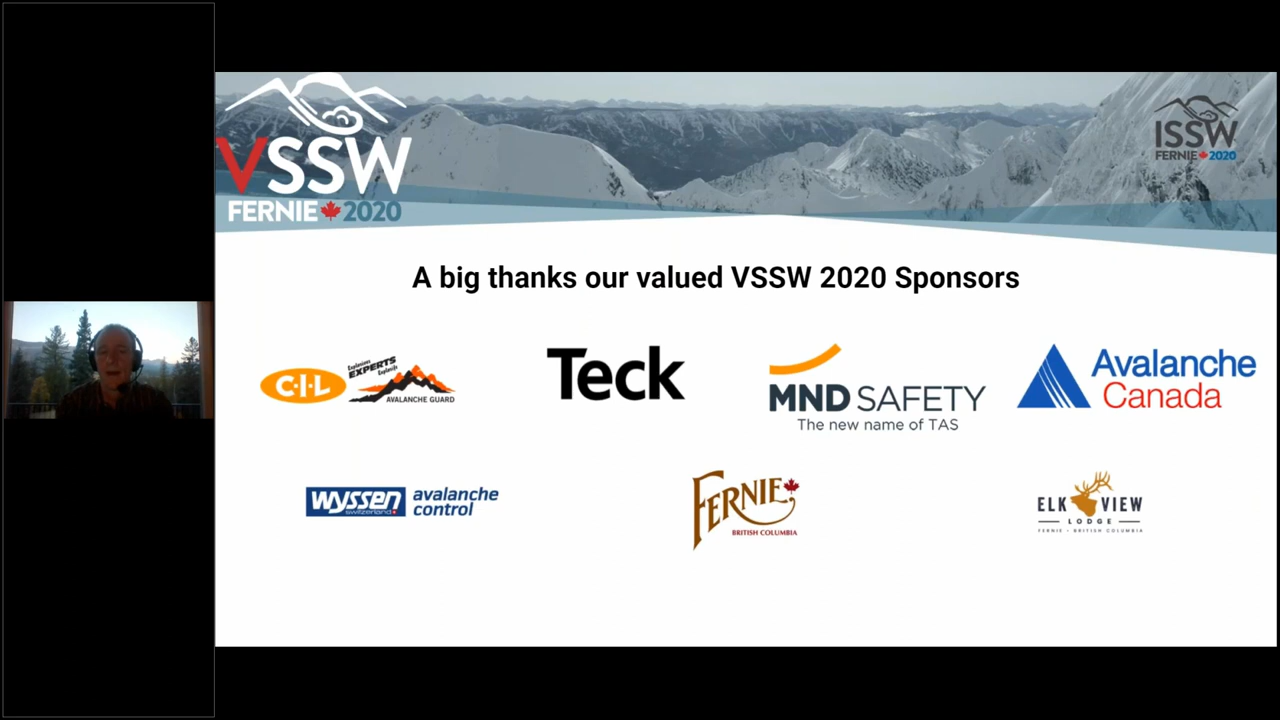 VSSW
FERNIE 2020
ISSW
FERNIE 2020
A big thanks our valued VSSW 2020 Sponsors
C·I·L
Explosives
EXPERTS
Explosifs
AVALANCHE GUARD
Teck
MND SAFETY
The new name of TAS
Avalanche
Canada
wyssen
switzerland
avalanche
control
FERNIE
BRITISH COLUMBIA
ELK VIEW
LODGE
FERNIE - BRITISH COLUMBIA